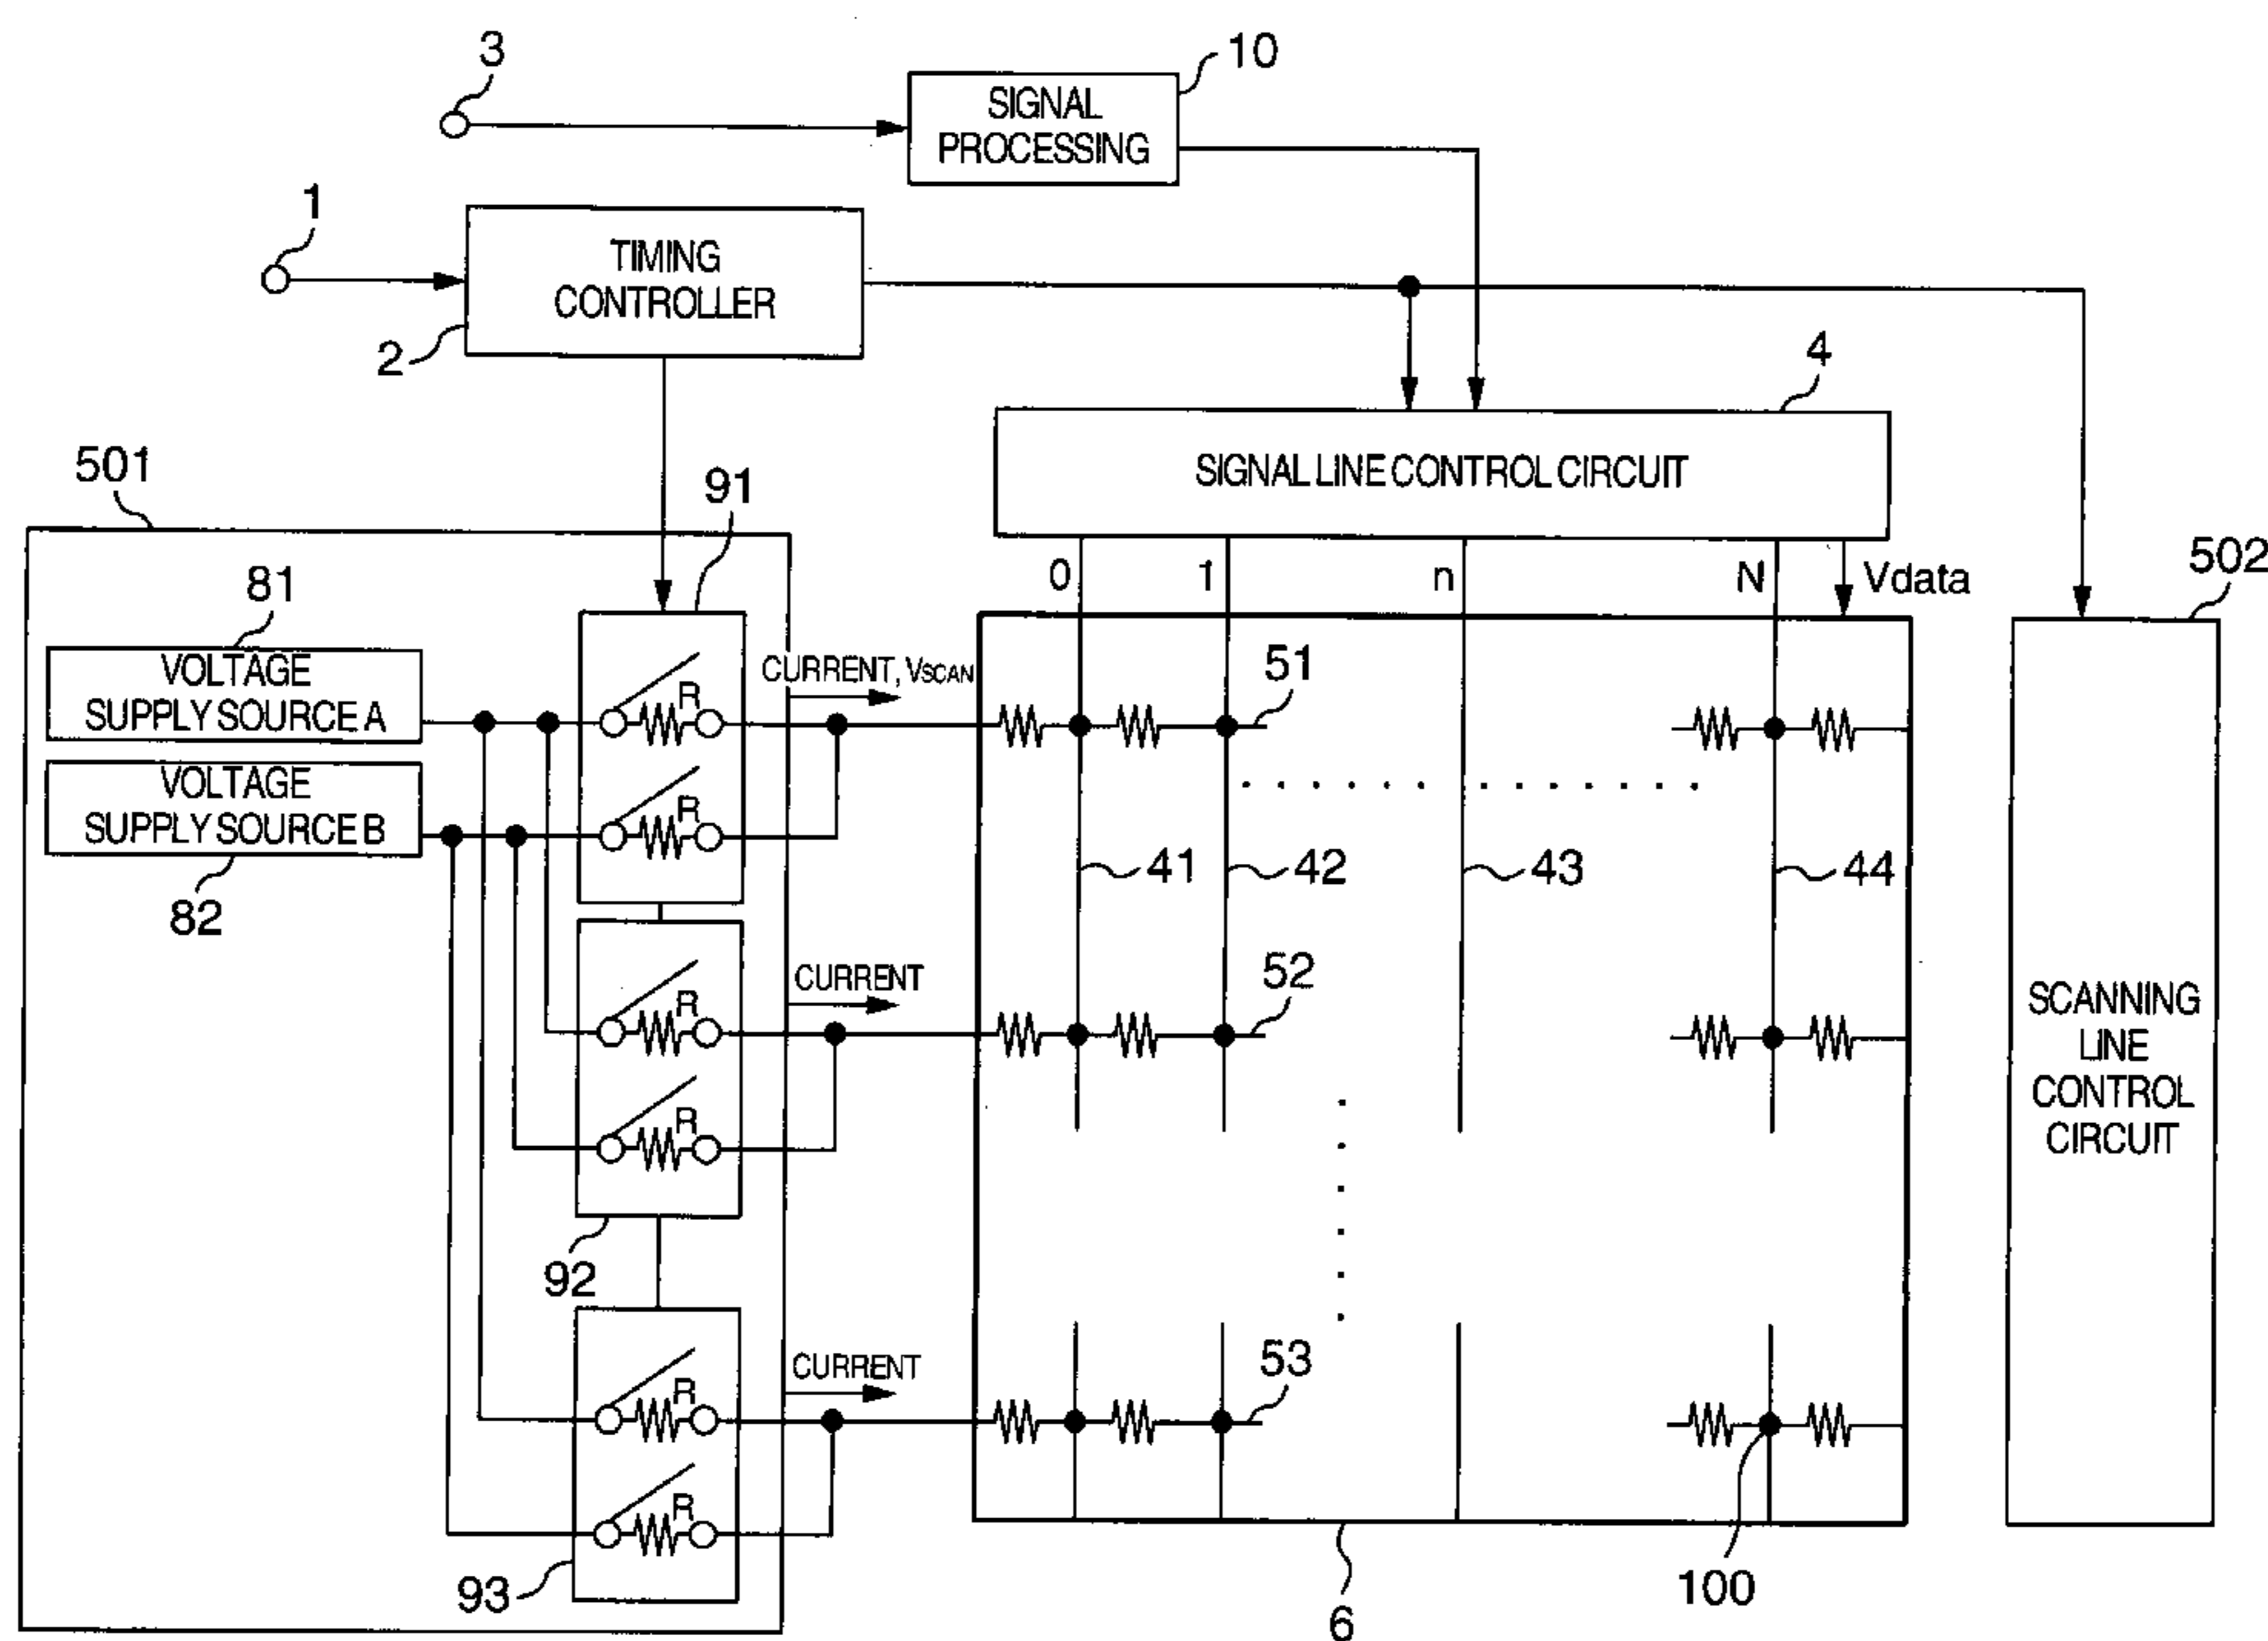 3
10
SIGNAL
PROCESSING
1
TIMING
CONTROLLER
2
4
SIGNAL LINE CONTROL CIRCUIT
501
91
0
1
n
N
Vdata
502
81
VOLTAGE
SUPPLY SOURCE A
CURRENT, VSCAN
R
51
VOLTAGE
SUPPLY SOURCE B
R
82
41
42
43
44
CURRENT
52
R
R
SCANNING
LINE
CONTROL
CIRCUIT
92
CURRENT
53
R
R
93
100
6